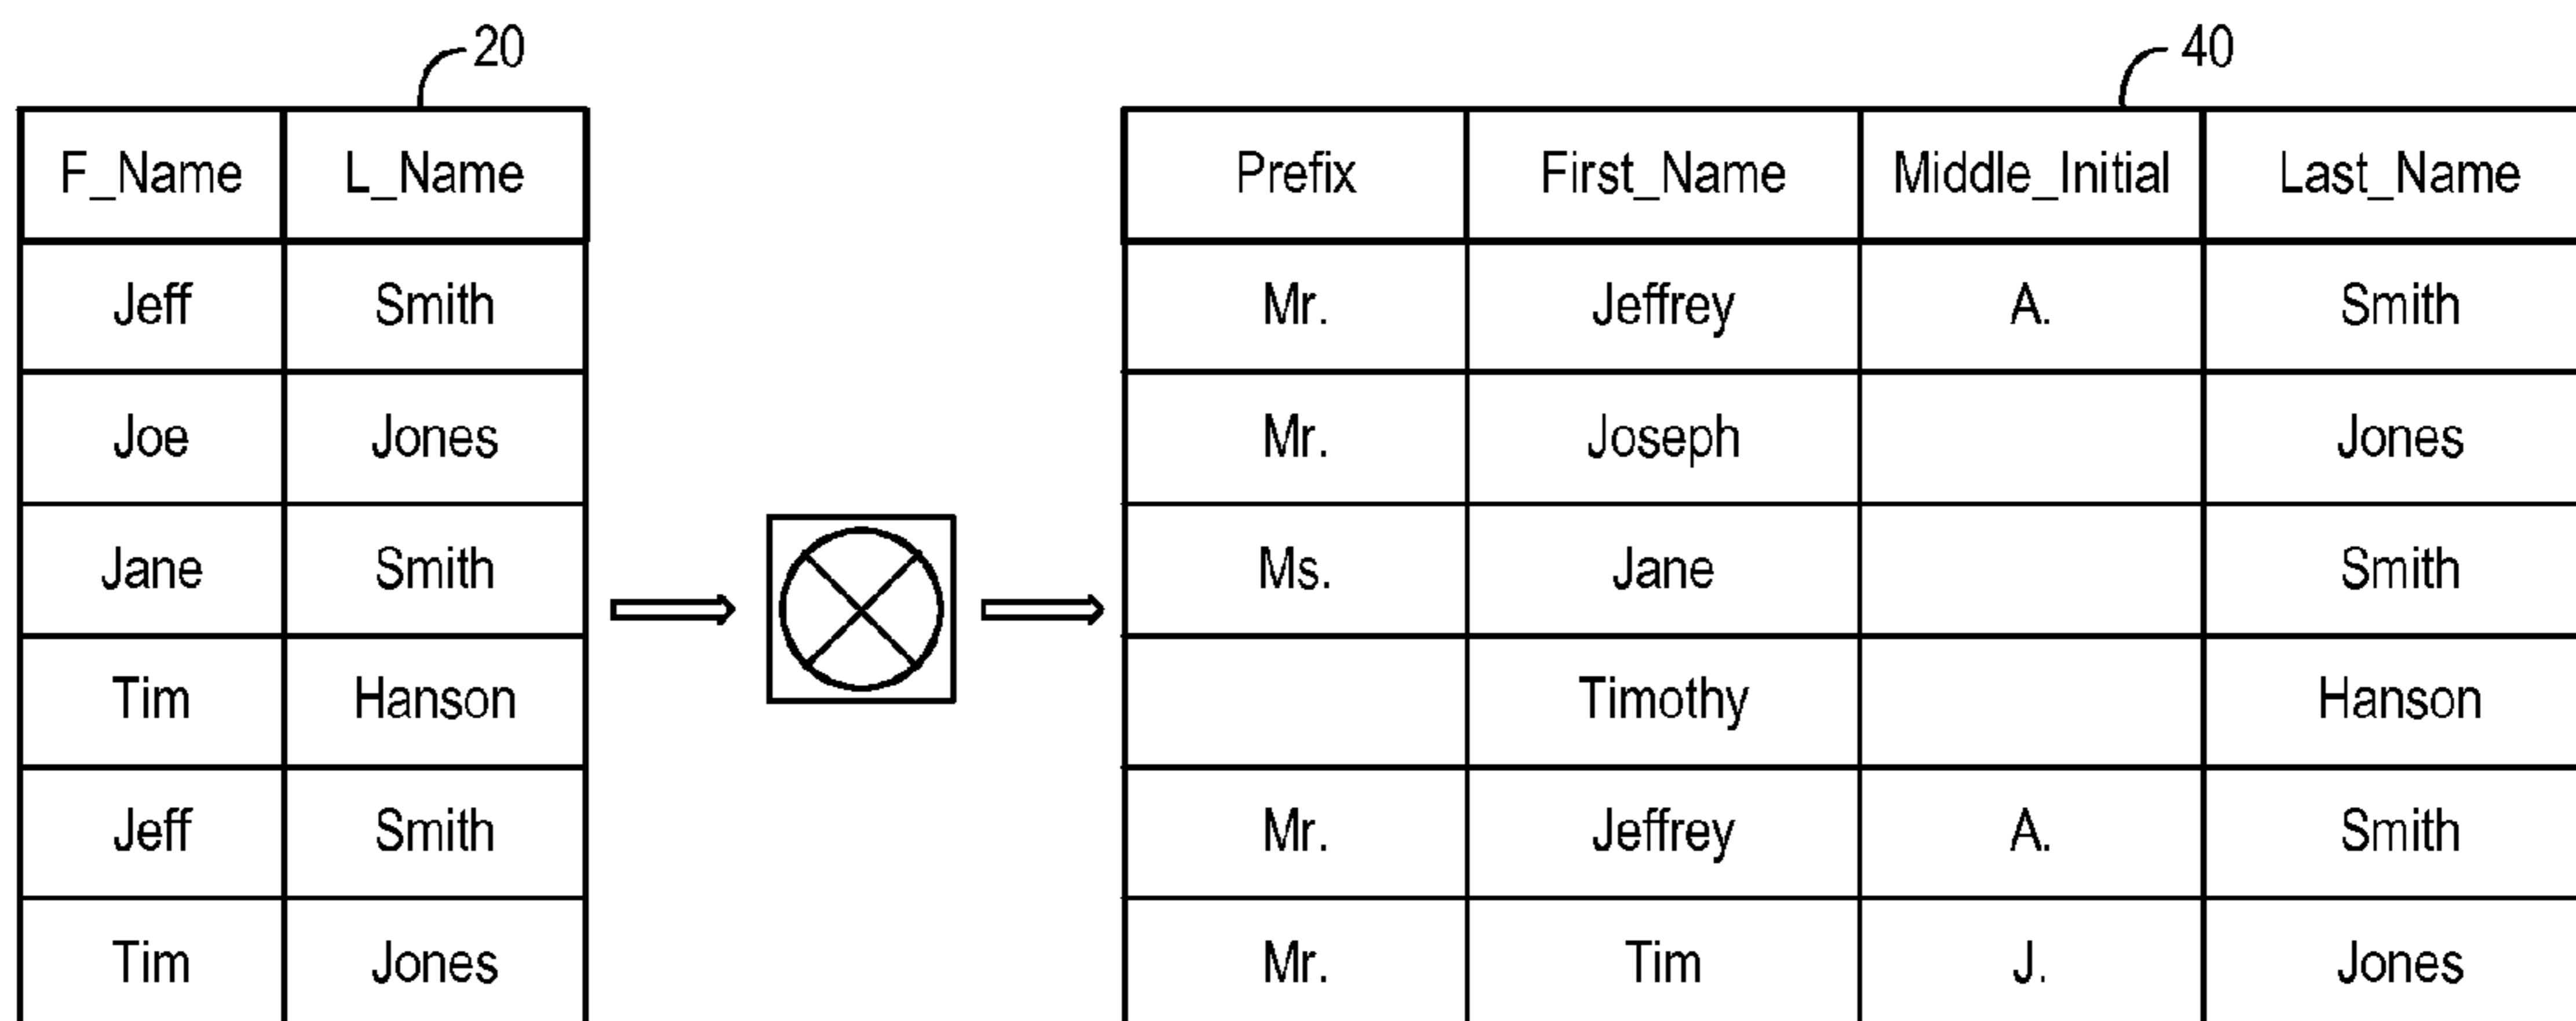 20
F_Name L_Name
Jeff Smith
Joe Jones
Jane Smith
Tim Hanson
Jeff Smith
Tim Jones
40
Prefix First_Name Middle_Initial Last_Name
Mr. Jeffrey A. Smith
Mr. Joseph Jones
Ms. Jane Smith
Timothy Hanson
Mr. Jeffrey A. Smith
Mr. Tim J. Jones